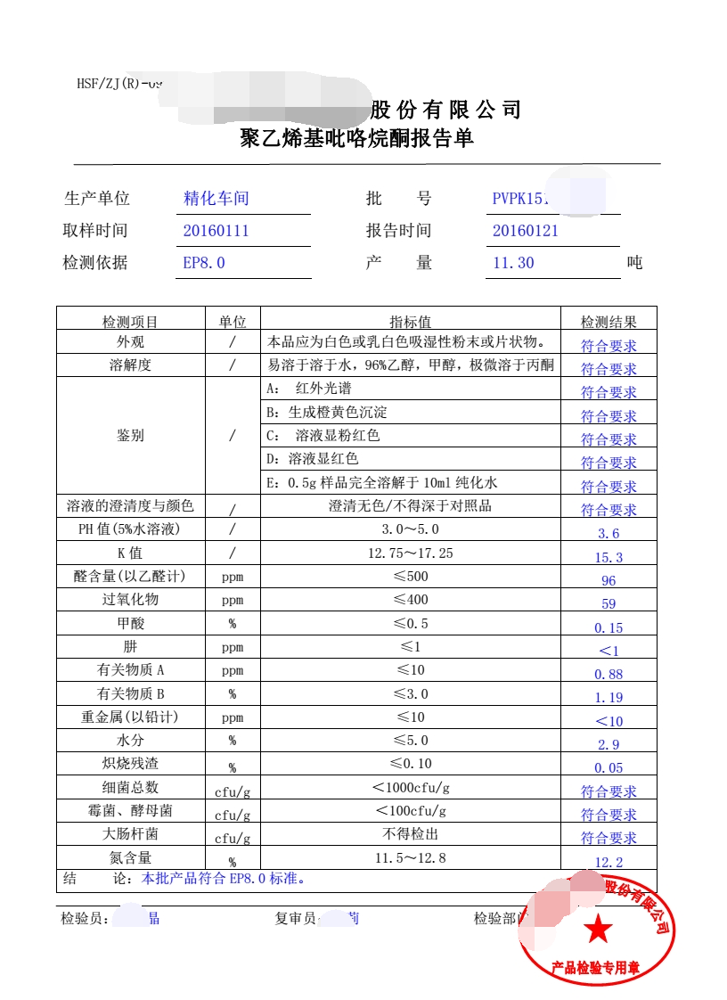 HSF/ZJ(R)-09
股份有限公司
聚乙烯基吡咯烷酮报告单
生产单位 精化车间 批 号 PVPK151
取样时间 20160111 报告时间 20160121
检测依据 EP8.0 产 量 11.30 吨
检测项目 单位 指标值 检测结果
外观 / 本品应为白色或乳白色吸湿性粉末或片状物。 符合要求
溶解度 / 易溶于溶于水，96%乙醇，甲醇，极微溶于丙酮 符合要求
A： 红外光谱 符合要求
B：生成橙黄色沉淀 符合要求
鉴别 / C： 溶液显粉红色 符合要求
D：溶液显红色 符合要求
E：0.5g 样品完全溶解于 10ml 纯化水 符合要求
溶液的澄清度与颜色 / 澄清无色/不得深于对照品 符合要求
PH 值(5%水溶液) / 3.0～5.0 3.6
K 值 / 12.75～17.25 15.3
醛含量(以乙醛计) ppm ≤500 96
过氧化物 ppm ≤400 59
甲酸 % ≤0.5 0.15
肼 ppm ≤1 ＜1
有关物质 A ppm ≤10 0.88
有关物质 B % ≤3.0 1.19
重金属(以铅计) ppm ≤10 ＜10
水分 % ≤5.0 2.9
炽烧残渣 % ≤0.10 0.05
细菌总数 cfu/g ＜1000cfu/g 符合要求
霉菌、酵母菌 cfu/g ＜100cfu/g 符合要求
大肠杆菌 cfu/g 不得检出 符合要求
氮含量 % 11.5～12.8 12.2
结 论：本批产品符合 EP8.0 标准。
检验员： 晶 复审员： 莉 检验部门
股份有限公司
产品检验专用章